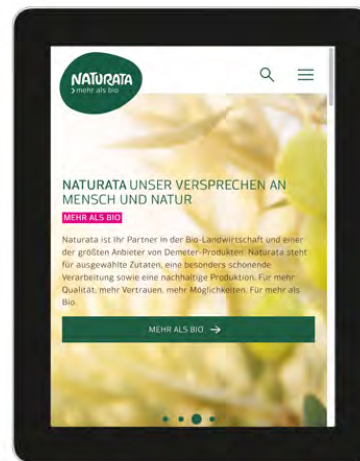 NATURATA
mehr als bio
NATURATA UNSER VERSPRECHEN AN
MENSCH UND NATUR
MEHR ALS BIO
Naturata ist Ihr Partner in der Bio-Landwirtschaft und einer
der größten Anbieter von Demeter-Produkten. Naturata steht
für ausgewählte Zutaten, eine besonders schonende
Verarbeitung sowie eine nachhaltige Produktion. Für mehr
Qualität, mehr Vertrauen, mehr Möglichkeiten. Für mehr als
Bio.
MEHR ALS BIO →